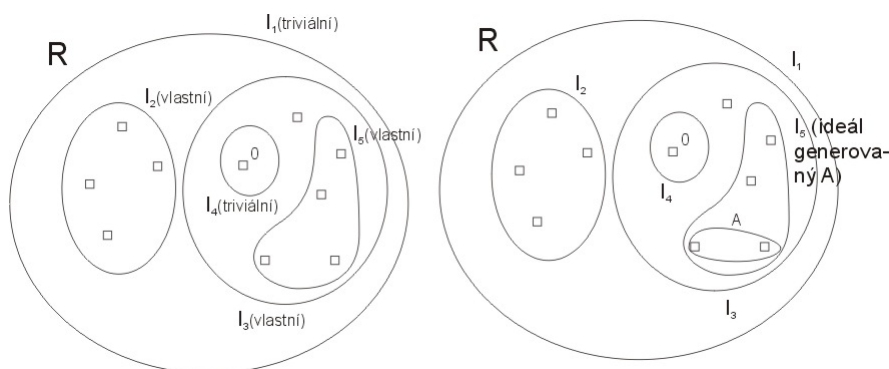 I₁(triviální)
R
I₂(vlastní)
I₅(vlastní)
0
I₄(triviální)
I₃(vlastní)
R
I₁
I₂
I₅ (ideál
generova-
ný A)
0
I₄
A
I₃